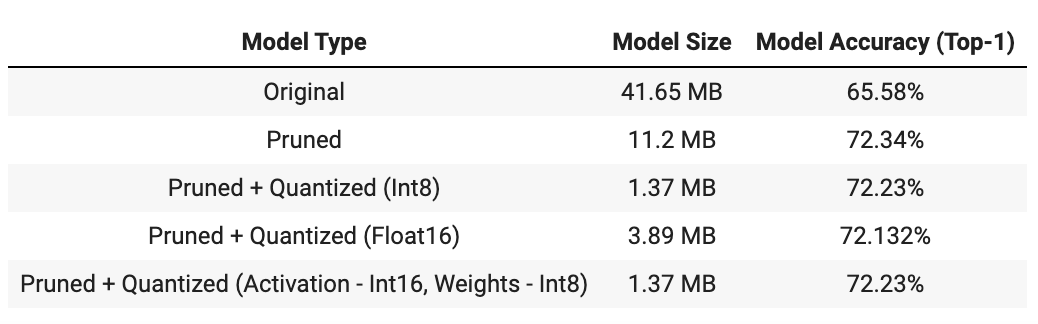 Model Type Model Size Model Accuracy (Top-1)
Original 41.65 MB 65.58%
Pruned 11.2 MB 72.34%
Pruned + Quantized (Int8) 1.37 MB 72.23%
Pruned + Quantized (Float16) 3.89 MB 72.132%
Pruned + Quantized (Activation - Int16, Weights - Int8) 1.37 MB 72.23%